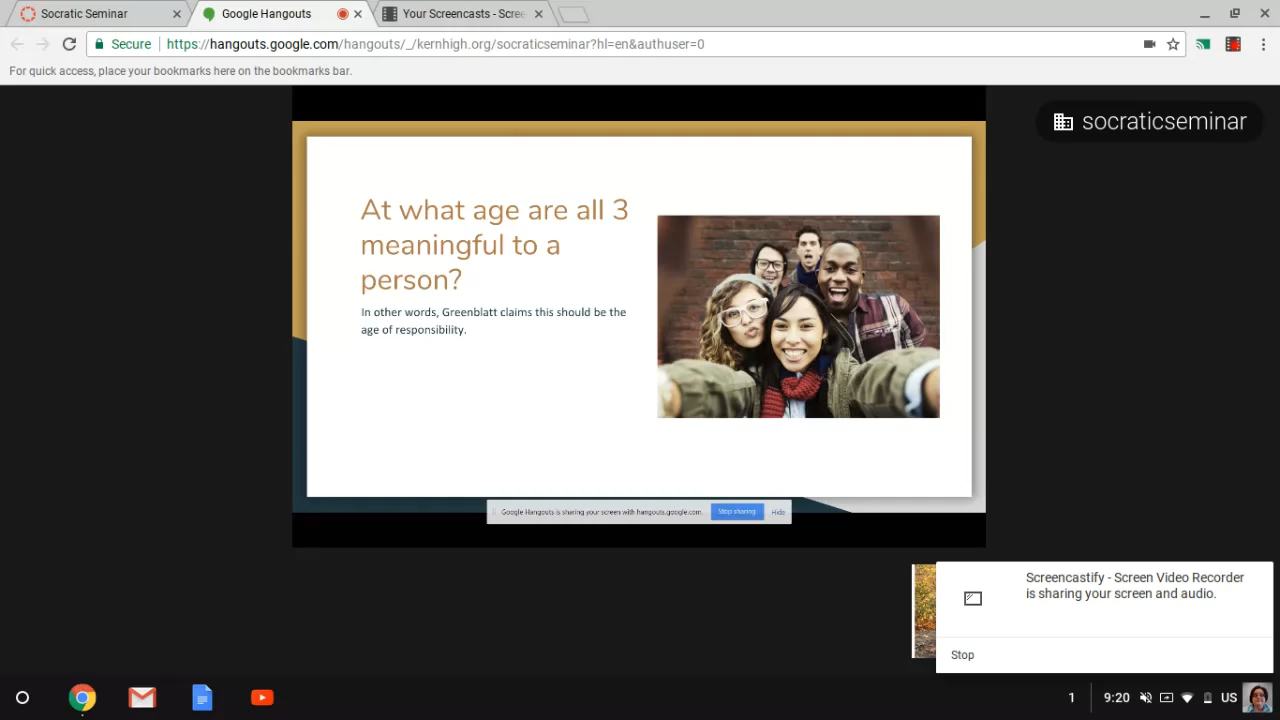 Socratic Seminar
Google Hangouts
Your Screencasts - Scree
Secure
https://hangouts.google.com/hangouts/_/kernhigh.org/socraticseminar?hl=en&authuser=0
For quick access, place your bookmarks here on the bookmarks bar.
socraticseminar
At what age are all 3
meaningful to a
person?
In other words, Greenblatt claims this should be the
age of responsibility.
Google Hangouts is sharing your screen with hangouts.google.com.
Stop sharing
Hide
Screencastify - Screen Video Recorder
is sharing your screen and audio.
Stop
1
9:20
US